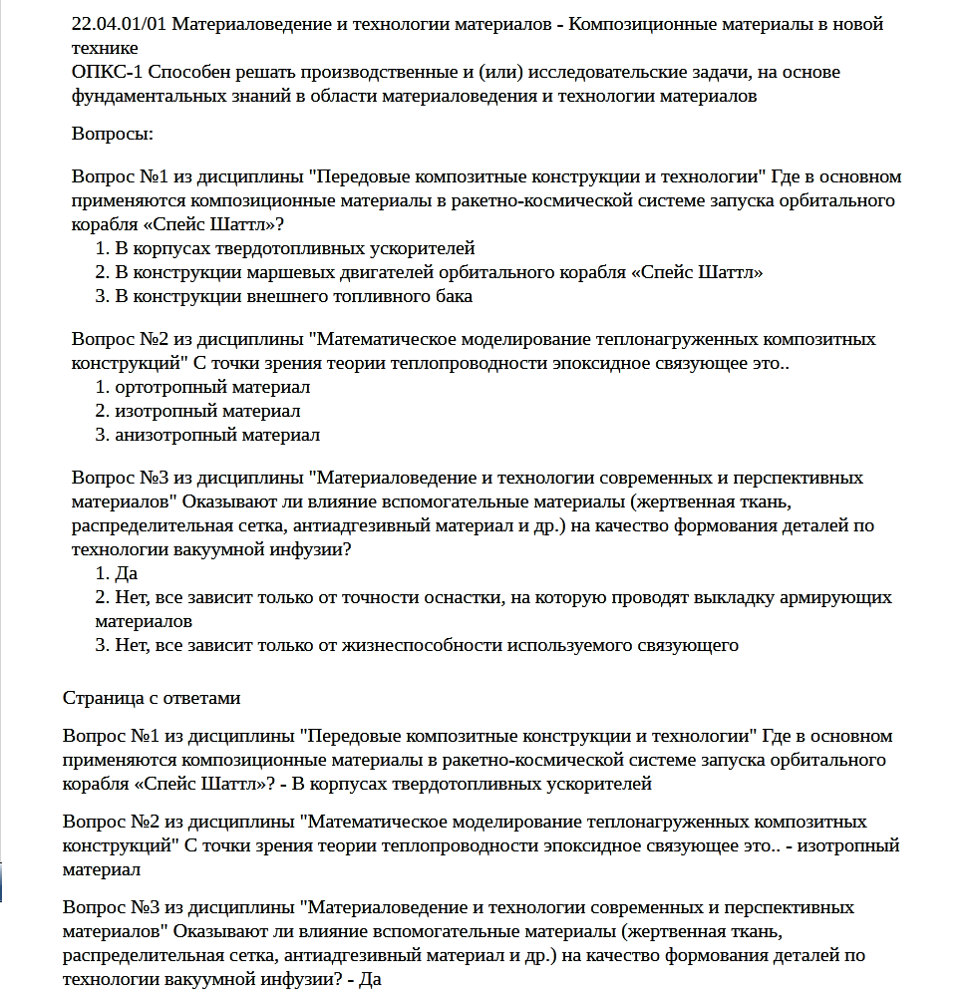 22.04.01/01 Материаловедение и технологии материалов - Композиционные материалы в новой
технике
ОПКС-1 Способен решать производственные и (или) исследовательские задачи, на основе
фундаментальных знаний в области материаловедения и технологии материалов
Вопросы:
Вопрос №1 из дисциплины "Передовые композитные конструкции и технологии" Где в основном
применяются композиционные материалы в ракетно-космической системе запуска орбитального
корабля «Спейс Шаттл»?
1. В корпусах твердотопливных ускорителей
2. В конструкции маршевых двигателей орбитального корабля «Спейс Шаттл»
3. В конструкции внешнего топливного бака
Вопрос №2 из дисциплины "Математическое моделирование теплонагруженных композитных
конструкций" С точки зрения теории теплопроводности эпоксидное связующее это..
1. ортотропный материал
2. изотропный материал
3. анизотропный материал
Вопрос №3 из дисциплины "Материаловедение и технологии современных и перспективных
материалов" Оказывают ли влияние вспомогательные материалы (жертвенная ткань,
распределительная сетка, антиадгезивный материал и др.) на качество формования деталей по
технологии вакуумной инфузии?
1. Да
2. Нет, все зависит только от точности оснастки, на которую проводят выкладку армирующих
материалов
3. Нет, все зависит только от жизнеспособности используемого связующего
Страница с ответами
Вопрос №1 из дисциплины "Передовые композитные конструкции и технологии" Где в основном
применяются композиционные материалы в ракетно-космической системе запуска орбитального
корабля «Спейс Шаттл»? - В корпусах твердотопливных ускорителей
Вопрос №2 из дисциплины "Математическое моделирование теплонагруженных композитных
конструкций" С точки зрения теории теплопроводности эпоксидное связующее это.. - изотропный
материал
Вопрос №3 из дисциплины "Материаловедение и технологии современных и перспективных
материалов" Оказывают ли влияние вспомогательные материалы (жертвенная ткань,
распределительная сетка, антиадгезивный материал и др.) на качество формования деталей по
технологии вакуумной инфузии? - Да